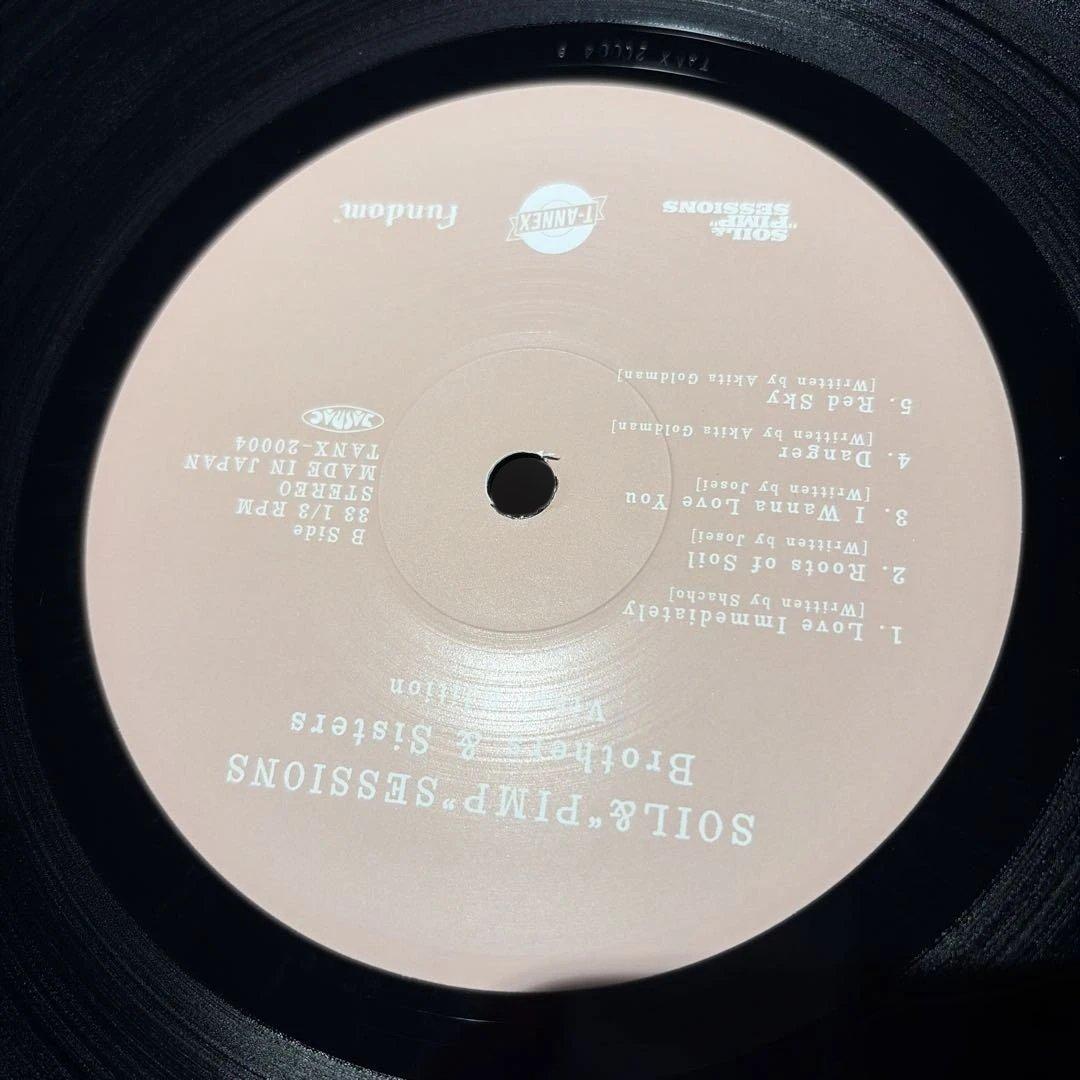 SOIL&"PIMP"SESSIONS
Brothers & Sisters
1. Love Immediately
[Written by Shacho]
2. Roots of Soil
[Written by Josei]
3. I Wanna Love You
[Written by Josei]
4. Danger
[Written by Akita Goldman]
5. Red Sky
[Written by Akita Goldman]
B Side
33 1/3 RPM
STEREO
MADE IN JAPAN
TANX-20004
JASRAC
SOIL&
"PIMP"
SESSIONS
T-ANNEX
fundom
TANX 20004 B